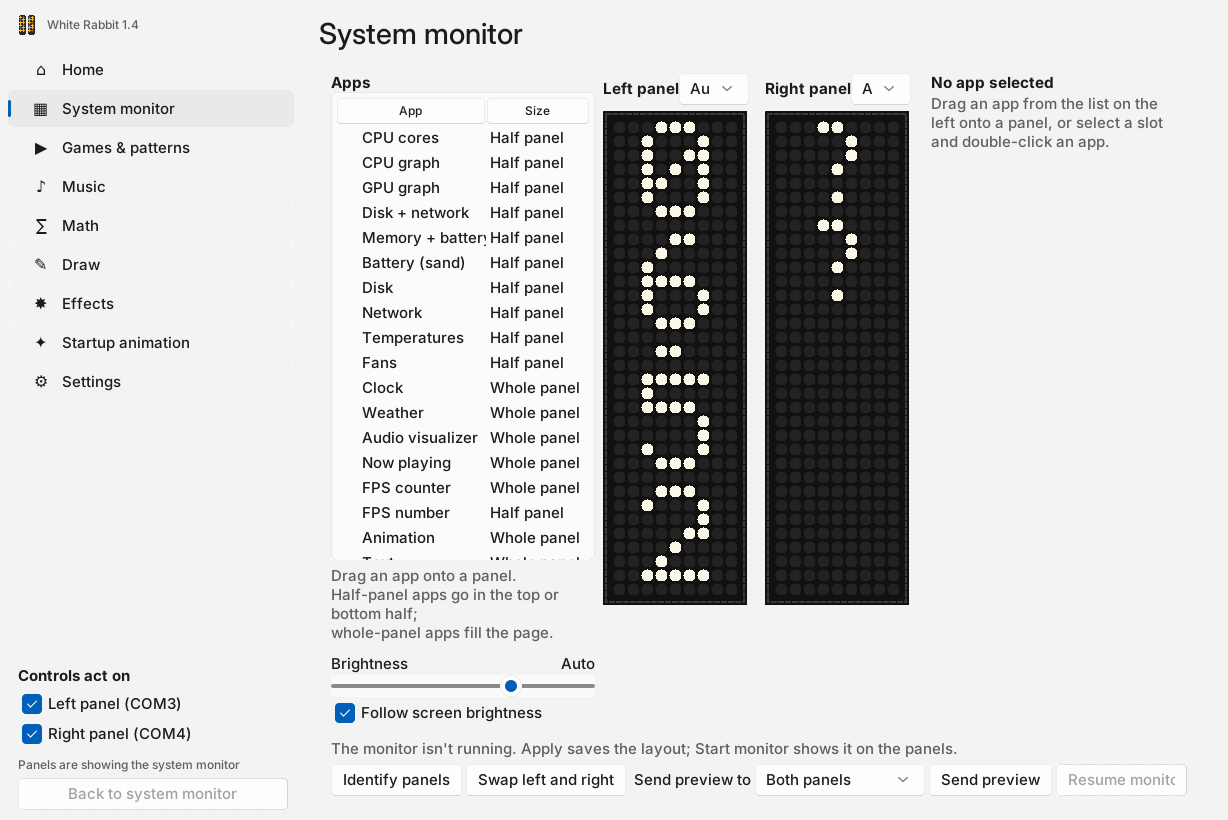 White Rabbit 1.4
Home
System monitor
Games & patterns
Music
Math
Draw
Effects
Startup animation
Settings
Controls act on
Left panel (COM3)
Right panel (COM4)
Panels are showing the system monitor
Back to system monitor
System monitor
Apps
App Size
CPU cores Half panel
CPU graph Half panel
GPU graph Half panel
Disk + network Half panel
Memory + battery Half panel
Battery (sand) Half panel
Disk Half panel
Network Half panel
Temperatures Half panel
Fans Half panel
Clock Whole panel
Weather Whole panel
Audio visualizer Whole panel
Now playing Whole panel
FPS counter Whole panel
FPS number Half panel
Animation Whole panel
Drag an app onto a panel.
Half-panel apps go in the top or
bottom half;
whole-panel apps fill the page.
Brightness Auto
Follow screen brightness
Left panel Au
06
:
52
Right panel A
??
No app selected
Drag an app from the list on the
left onto a panel, or select a slot
and double-click an app.
The monitor isn't running. Apply saves the layout; Start monitor shows it on the panels.
Identify panels Swap left and right Send preview to Both panels Send preview Resume monitc